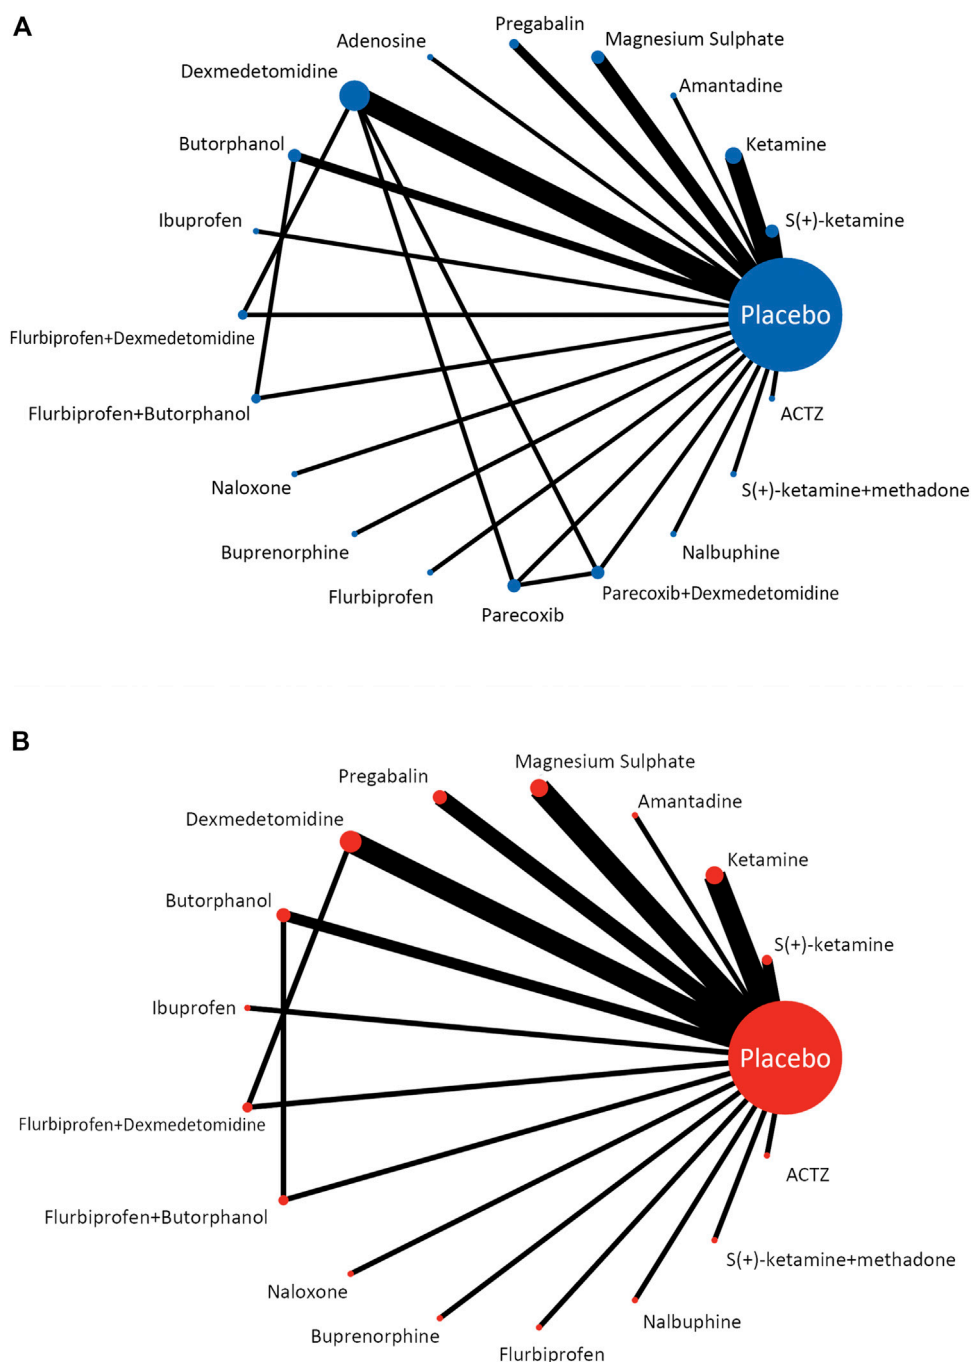 A
Pregabalin
Adenosine
Magnesium Sulphate
Dexmedetomidine
Amantadine
Butorphanol
Ketamine
Ibuprofen
S(+)-ketamine
Placebo
Flurbiprofen+Dexmedetomidine
Flurbiprofen+Butorphanol
ACTZ
Naloxone
S(+)-ketamine+methadone
Buprenorphine
Nalbuphine
Flurbiprofen
Parecoxib+Dexmedetomidine
Parecoxib
B
Magnesium Sulphate
Pregabalin
Amantadine
Dexmedetomidine
Ketamine
Butorphanol
S(+)-ketamine
Ibuprofen
Placebo
Flurbiprofen+Dexmedetomidine
ACTZ
Flurbiprofen+Butorphanol
S(+)-ketamine+methadone
Naloxone
Nalbuphine
Buprenorphine
Flurbiprofen